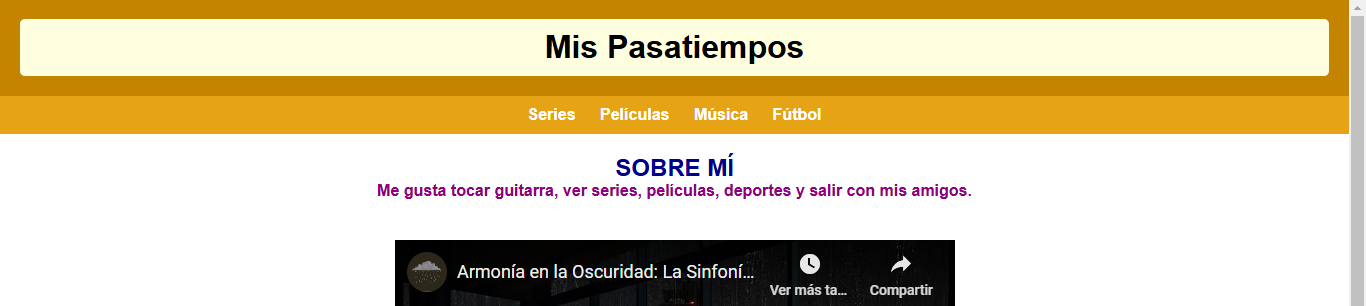 Mis Pasatiempos
Series Películas Música Fútbol
SOBRE MÍ
Me gusta tocar guitarra, ver series, películas, deportes y salir con mis amigos.
Armonía en la Oscuridad: La Sinfoní…
Ver más ta… Compartir